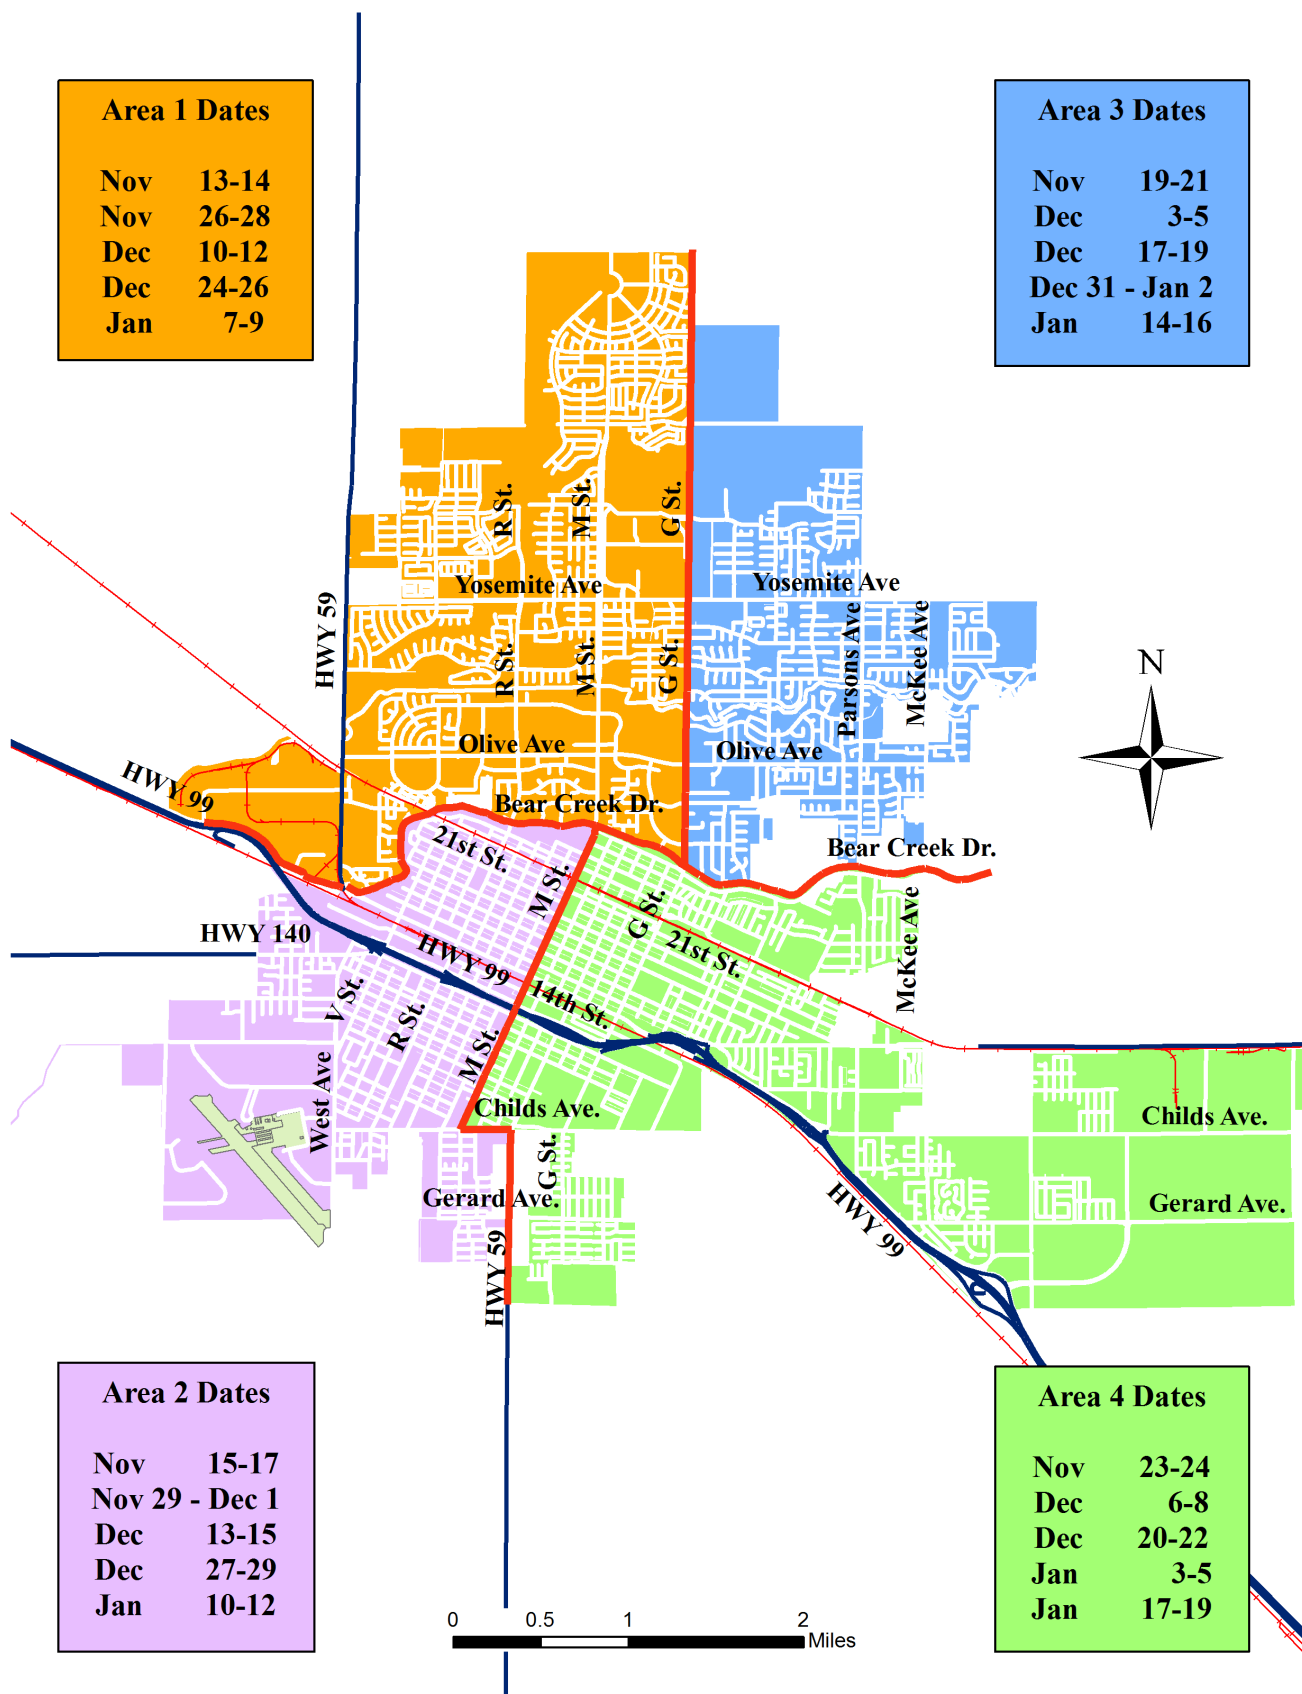 Area 1 Dates
Nov 13-14
Nov 26-28
Dec 10-12
Dec 24-26
Jan 7-9
Area 3 Dates
Nov 19-21
Dec 3-5
Dec 17-19
Dec 31 - Jan 2
Jan 14-16
R St.
M St.
G St.
Yosemite Ave
Yosemite Ave
HWY 59
R St.
M St.
G St.
Parsons Ave
McKee Ave
N
Olive Ave
Olive Ave
HWY 99
Bear Creek Dr.
21st St.
Bear Creek Dr.
M St.
G St.
McKee Ave
HWY 140
HWY 99
21st St.
V St.
R St.
14th St.
M St.
West Ave
Childs Ave.
Childs Ave.
G St.
Gerard Ave.
Gerard Ave.
HWY 59
HWY 99
Area 2 Dates
Nov 15-17
Nov 29 - Dec 1
Dec 13-15
Dec 27-29
Jan 10-12
Area 4 Dates
Nov 23-24
Dec 6-8
Dec 20-22
Jan 3-5
Jan 17-19
0 0.5 1 2
Miles